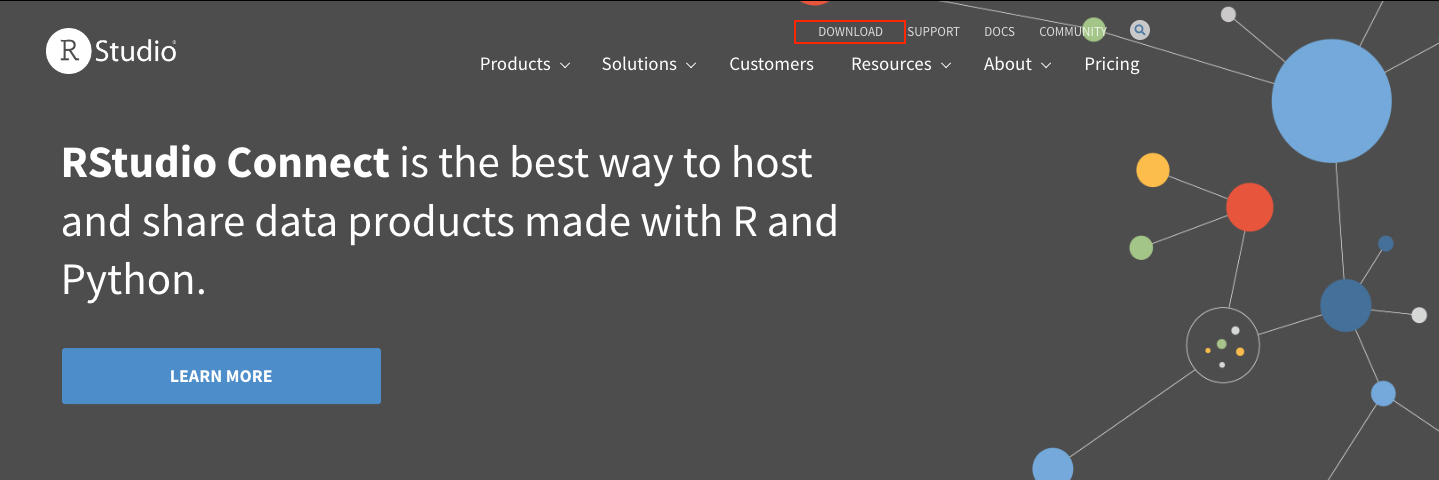 R Studio®
DOWNLOAD SUPPORT DOCS COMMUNITY
Products Solutions Customers Resources About Pricing
RStudio Connect is the best way to host
and share data products made with R and
Python.
LEARN MORE